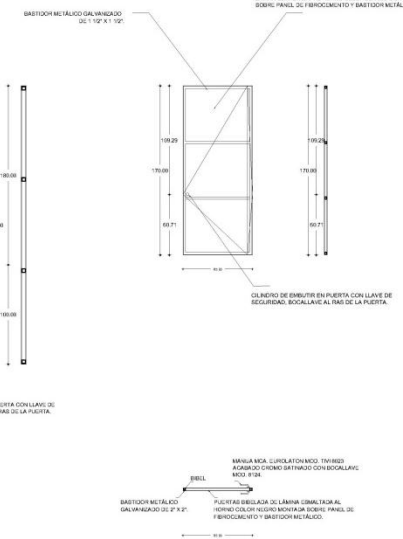 SOBRE PANEL DE FIBROCEMENTO Y BASTIDOR METÁL
BASTIDOR METÁLICO GALVANIZADO
DE 1 1/2" X 1 1/2".
109.29
109.29
170.00
170.00
60.71
60.71
180.00
100.00
CILINDRO DE EMBUTIR EN PUERTA CON LLAVE DE
SEGURIDAD, BOCALLAVE AL RAS DE LA PUERTA.
ERTA CON LLAVE DE
RAS DE LA PUERTA.
MANIJA MCA. EUROLATON MOD.
ACABADO CROMO SATINADO CON BOCALLAVE
MOD. 8124.
BIBEL
BASTIDOR METÁLICO
GALVANIZADO DE 2" X 2".
PUERTAS BIBELADA DE LÁMINA ESMALTADA AL
HORNO COLOR NEGRO MONTADA SOBRE PANEL DE
FIBROCEMENTO Y BASTIDOR METÁLICO.